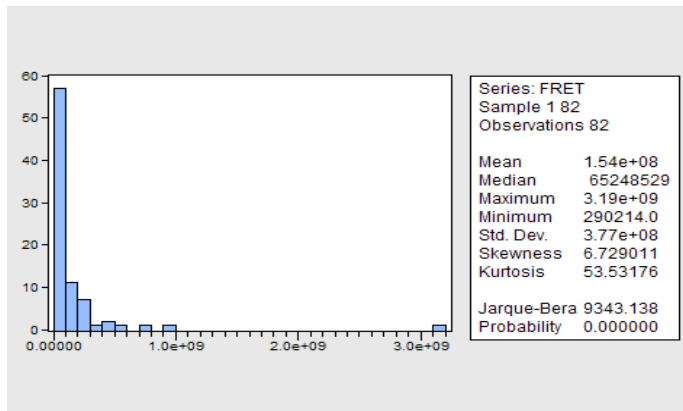 60
50
40
30
20
10
0
0.00000 1.0e+09 2.0e+09 3.0e+09
Series: FRET
Sample 1 82
Observations 82
Mean 1.54e+08
Median 65248529
Maximum 3.19e+09
Minimum 290214.0
Std. Dev. 3.77e+08
Skewness 6.729011
Kurtosis 53.53176
Jarque-Bera 9343.138
Probability 0.000000